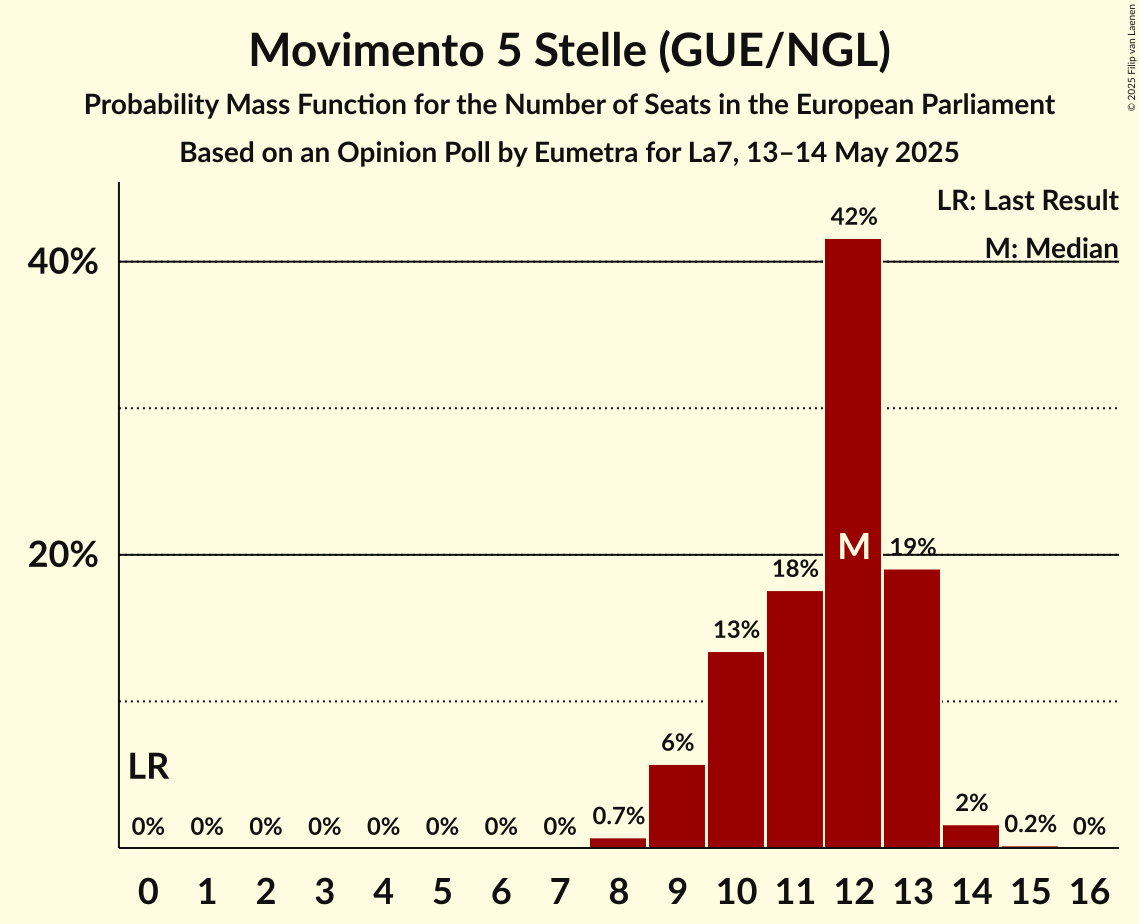 Movimento 5 Stelle (GUE/NGL)
Probability Mass Function for the Number of Seats in the European Parliament
Based on an Opinion Poll by Eumetra for La7, 13–14 May 2025
© 2025 Filip van Laenen
LR: Last Result
M: Median
40%
20%
42%
M
19%
18%
13%
6%
LR
2%
0% 0% 0% 0% 0% 0% 0% 0% 0.7% 0.2% 0%
0 1 2 3 4 5 6 7 8 9 10 11 12 13 14 15 16